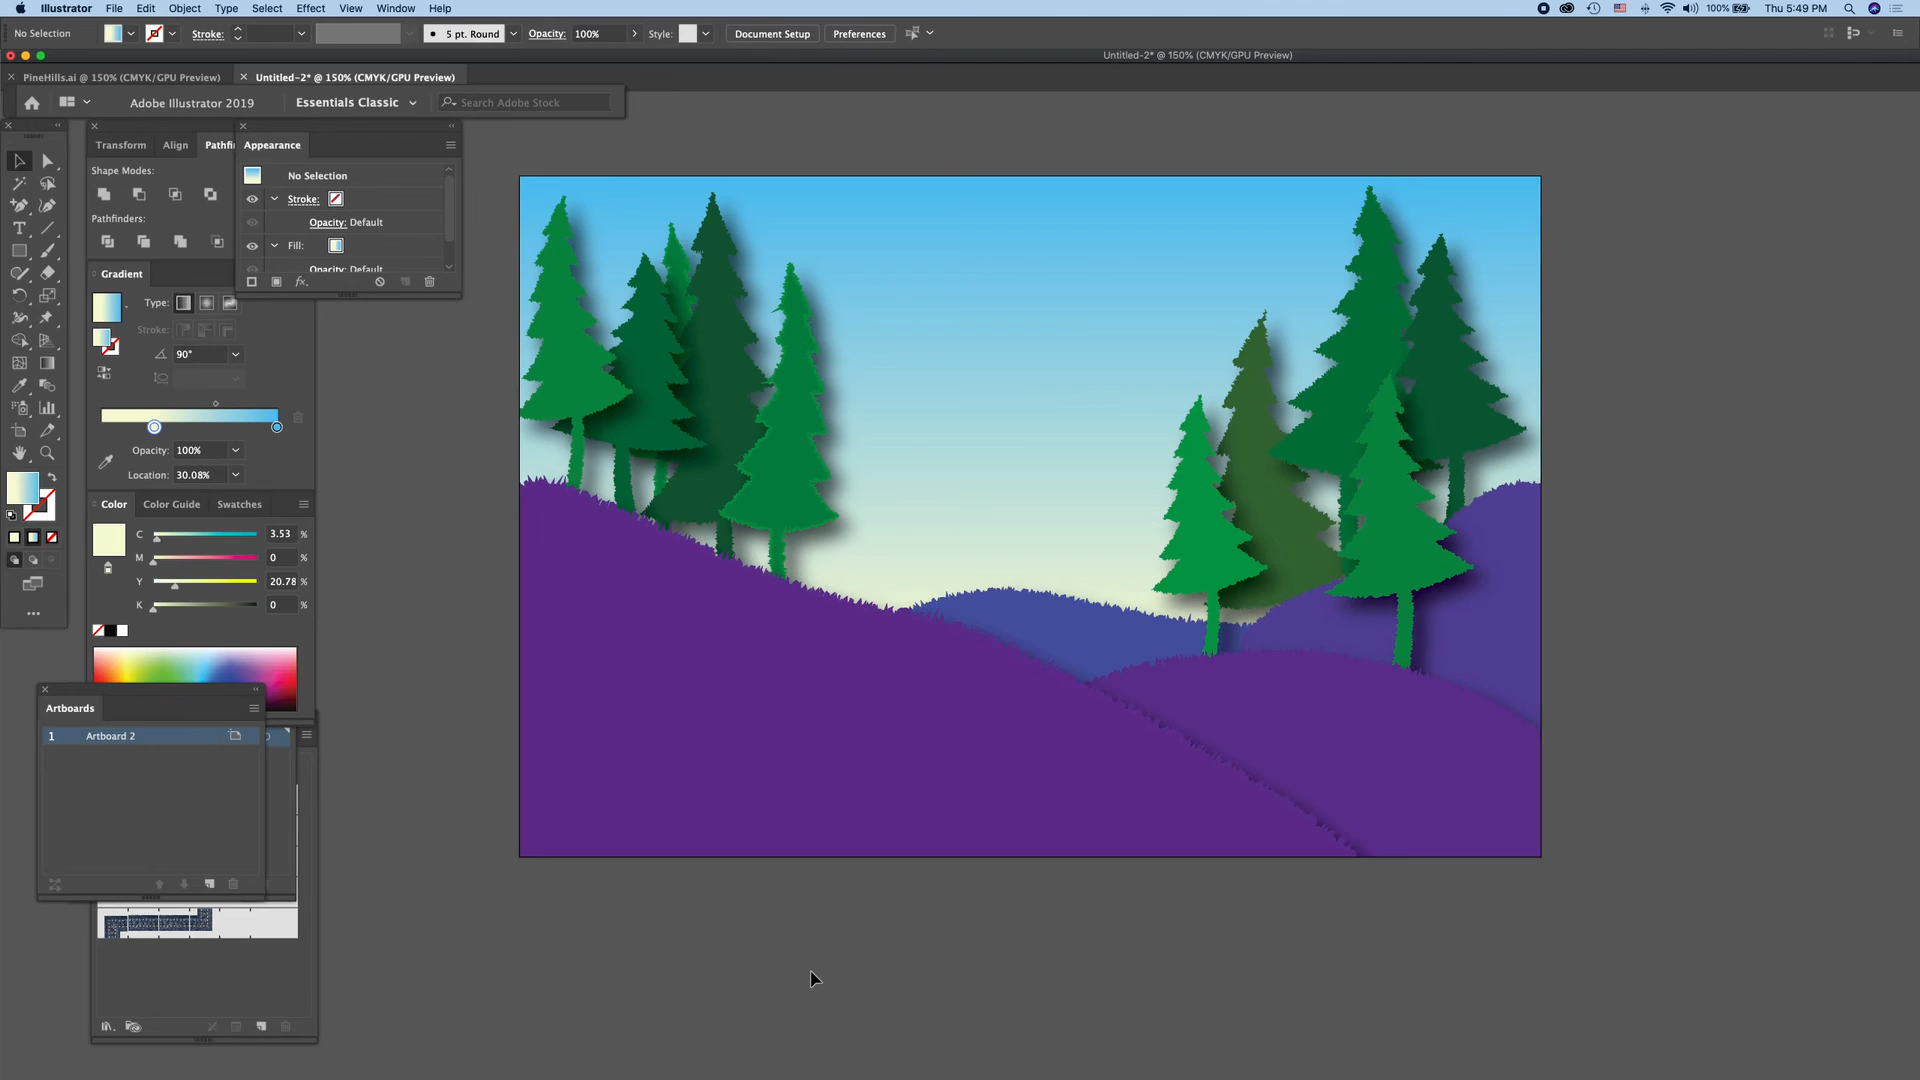 Illustrator File Edit Object Type Select Effect View Window Help 100% Thu 5:49 PM
No Selection Stroke: 5 pt. Round Opacity: 100% Style: Document Setup Preferences
Untitled-2* @ 150% (CMYK/GPU Preview)
PineHills.ai @ 150% (CMYK/GPU Preview) Untitled-2* @ 150% (CMYK/GPU Preview)
Adobe Illustrator 2019 Essentials Classic Search Adobe Stock
Transform Align Pathfi Appearance
Shape Modes:
No Selection
Stroke:
Pathfinders:
Opacity: Default
Fill:
Opacity: Default
fx.
Gradient
Type:
Stroke:
90°
Opacity: 100%
Location: 30.08%
Color Color Guide Swatches
C 3.53 %
M 0 %
Y 20.78 %
K 0 %
Artboards
1 Artboard 2